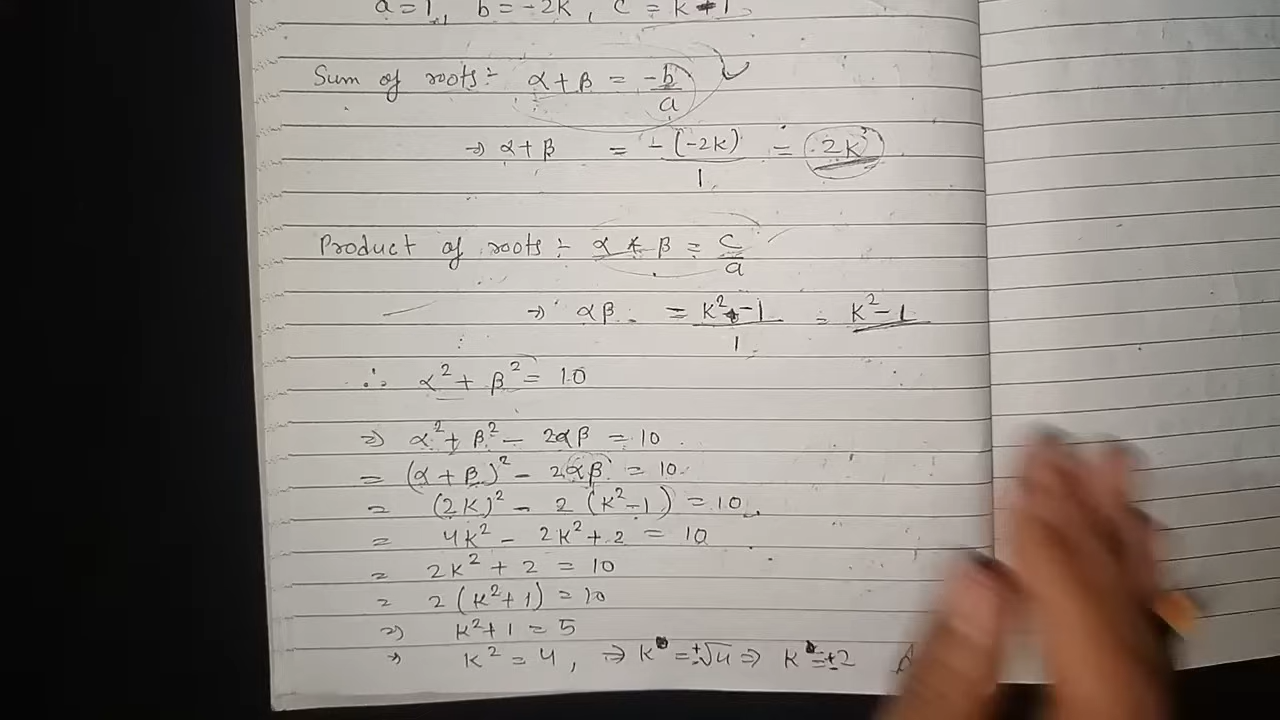 a = 1, b = -2K, C = K + 1
Sum of roots :- α + β = -b/a
=> α + β = -(-2K)/1 = 2K
Product of roots :- α * β = C/a
=> αβ = K² - 1/1 = K² - 1
∴ α² + β² = 10
=> α² + β² - 2αβ = 10
= (α + β)² - 2αβ = 10
= (2K)² - 2 (K² - 1) = 10
= 4K² - 2K² + 2 = 10
= 2K² + 2 = 10
= 2 (K² + 1) = 10
=> K² + 1 = 5
=> K² = 4, => K = ±√4 => K = ±2